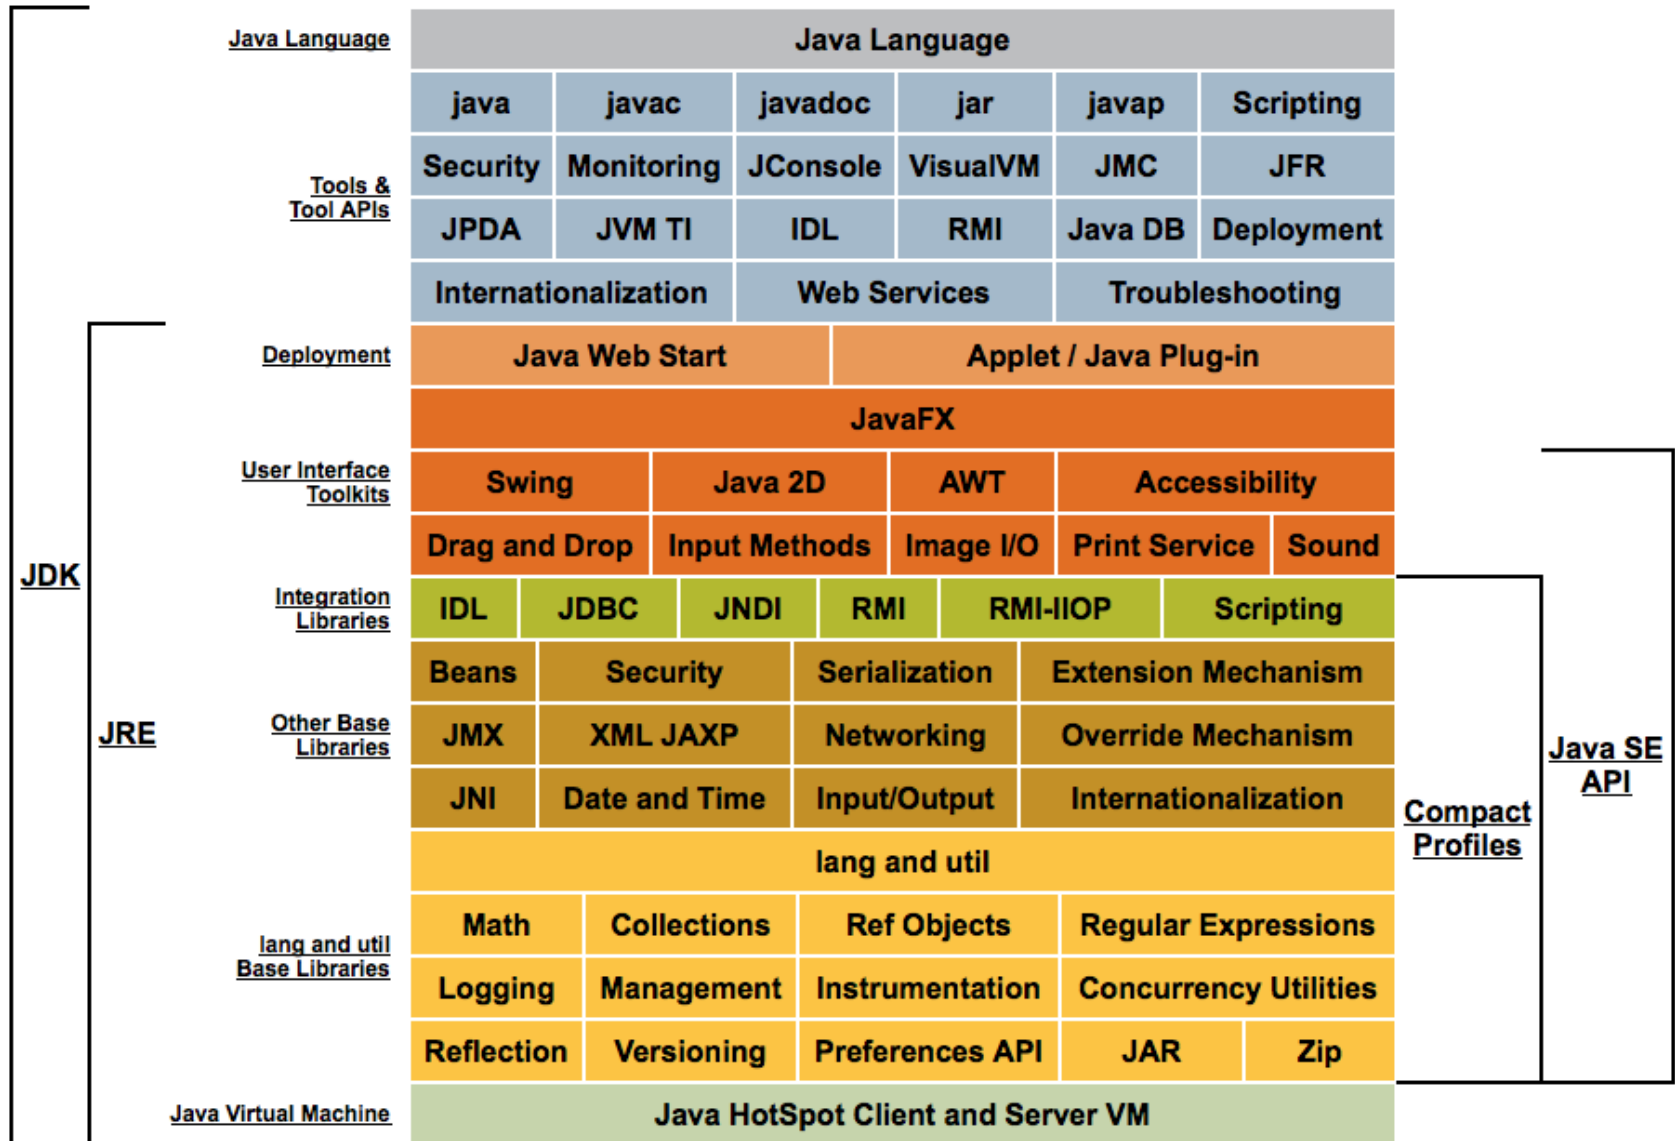 Java Language
Java Language
java javac javadoc jar javap Scripting
Security Monitoring JConsole VisualVM JMC JFR
Tools &
Tool APIs
JPDA JVM TI IDL RMI Java DB Deployment
Internationalization Web Services Troubleshooting
Deployment
Java Web Start Applet / Java Plug-in
JavaFX
User Interface
Toolkits
Swing Java 2D AWT Accessibility
Drag and Drop Input Methods Image I/O Print Service Sound
JDK
Integration
Libraries
IDL JDBC JNDI RMI RMI-IIOP Scripting
Beans Security Serialization Extension Mechanism
JRE
Other Base
Libraries
JMX XML JAXP Networking Override Mechanism
Java SE
API
JNI Date and Time Input/Output Internationalization
Compact
Profiles
lang and util
Math Collections Ref Objects Regular Expressions
lang and util
Base Libraries
Logging Management Instrumentation Concurrency Utilities
Reflection Versioning Preferences API JAR Zip
Java Virtual Machine
Java HotSpot Client and Server VM